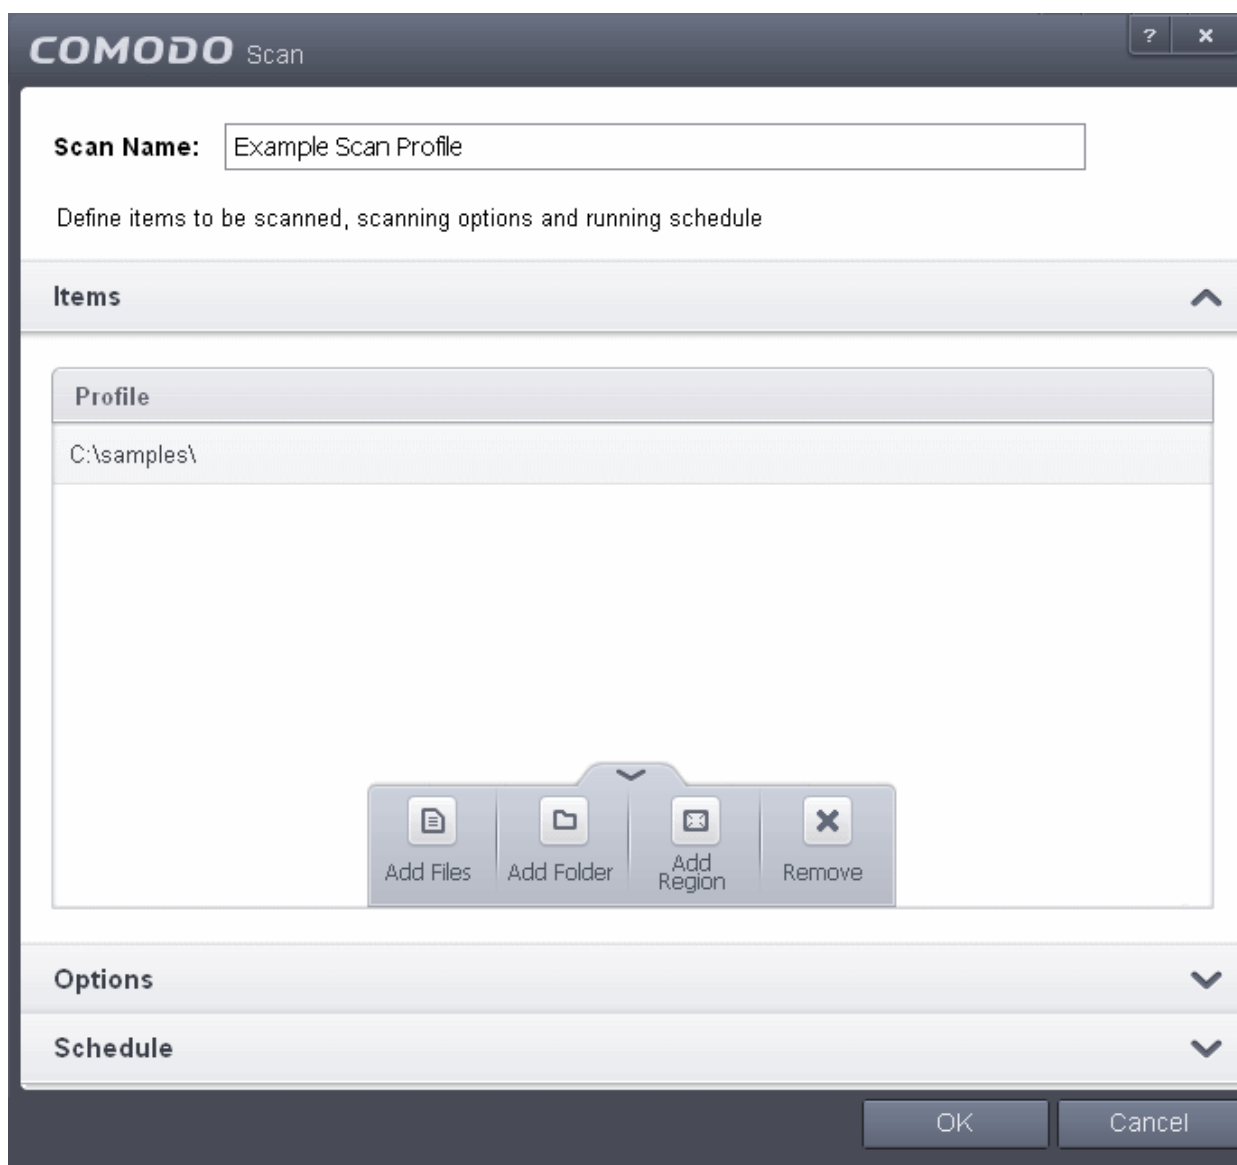 COMODO Scan
?
Scan Name: Example Scan Profile
Define items to be scanned, scanning options and running schedule
Items
Profile
C:\samples\
Add Files
Add Folder
Add
Region
Remove
Options
Schedule
OK
Cancel